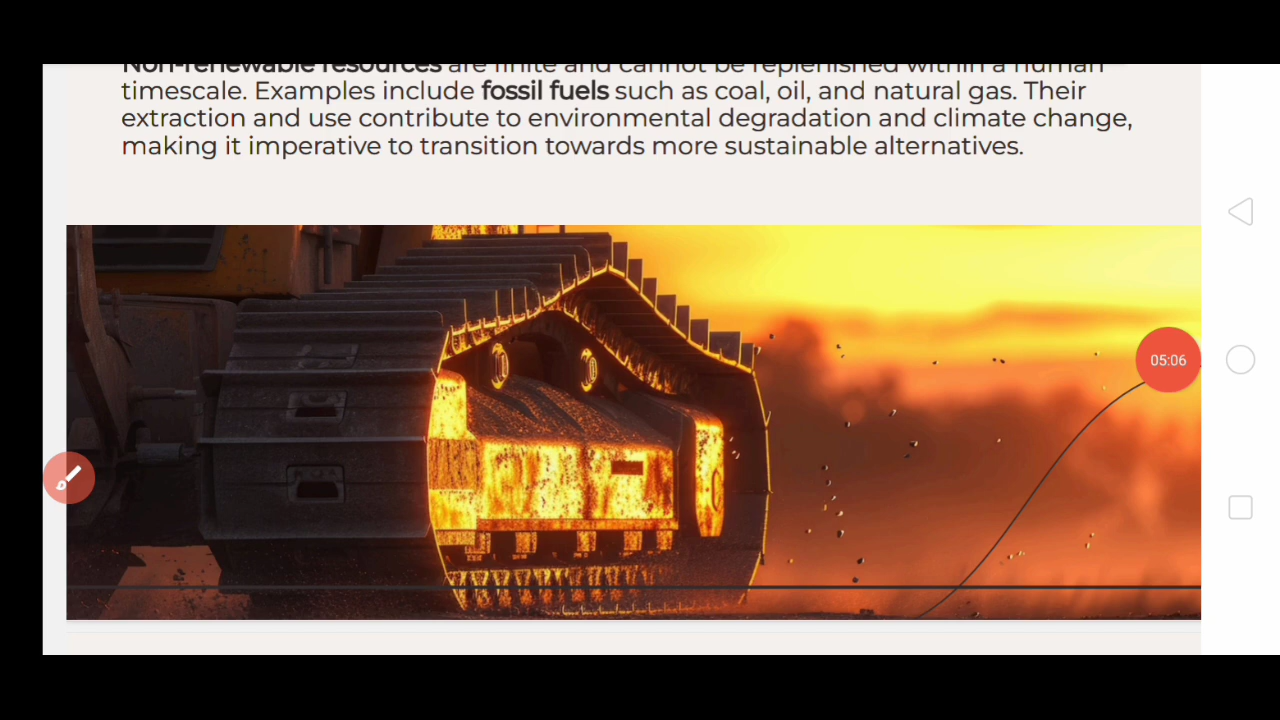 Non-renewable resources are finite and cannot be replenished within a human
timescale. Examples include fossil fuels such as coal, oil, and natural gas. Their
extraction and use contribute to environmental degradation and climate change,
making it imperative to transition towards more sustainable alternatives.
05:06